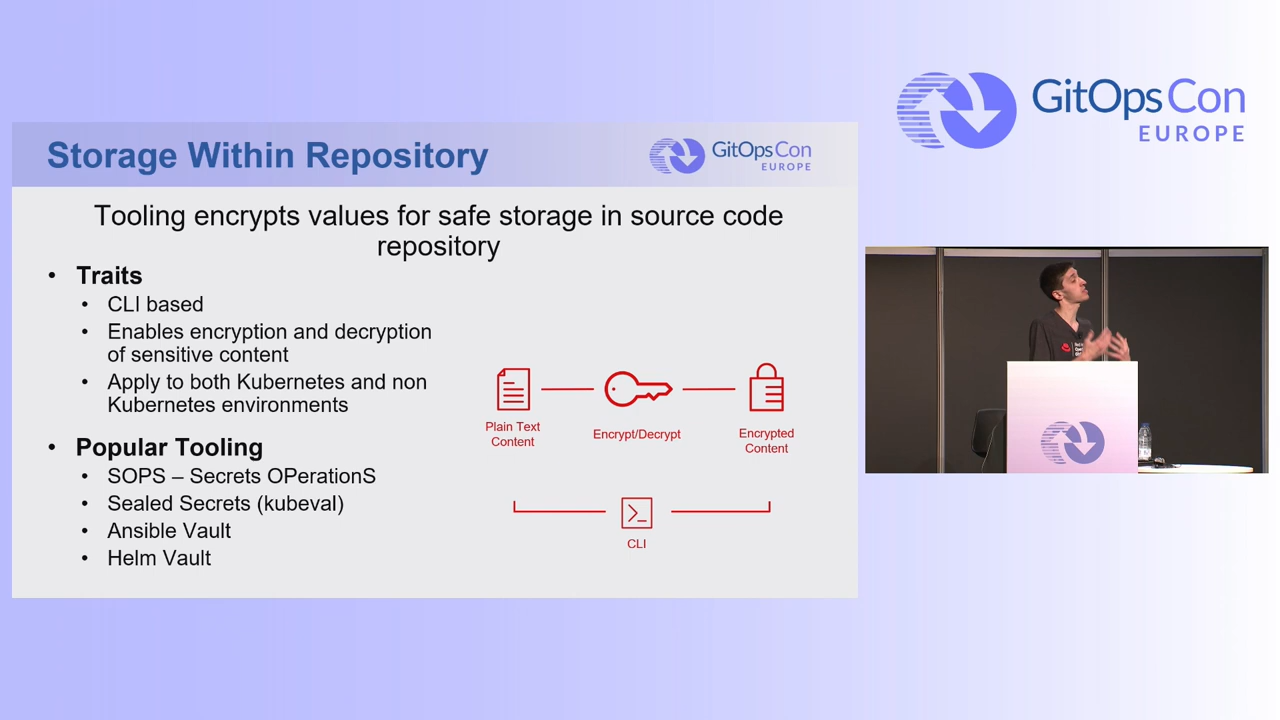 GitOpsCon
EUROPE
Storage Within Repository
GitOpsCon
EUROPE
Tooling encrypts values for safe storage in source code
repository
• Traits
• CLI based
• Enables encryption and decryption
of sensitive content
• Apply to both Kubernetes and non
Kubernetes environments
• Popular Tooling
• SOPS – Secrets OPerationS
• Sealed Secrets (kubeval)
• Ansible Vault
• Helm Vault
Plain Text
Content
Encrypt/Decrypt
Encrypted
Content
CLI